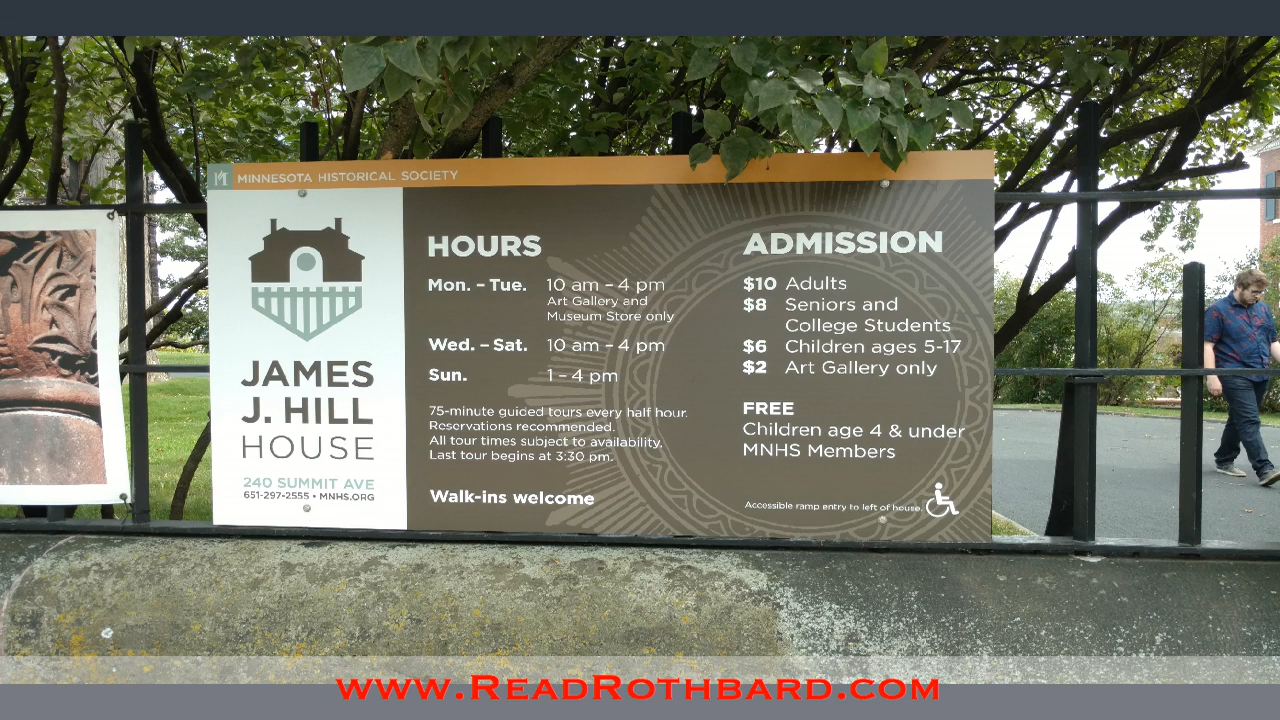 MINNESOTA HISTORICAL SOCIETY
JAMES
J. HILL
HOUSE
240 SUMMIT AVE
651-297-2555 • MNHS.ORG
HOURS
Mon. – Tue. 10 am – 4 pm
Art Gallery and
Museum Store only
Wed. – Sat. 10 am – 4 pm
Sun. 1 – 4 pm
75-minute guided tours every half hour.
Reservations recommended.
All tour times subject to availability.
Last tour begins at 3:30 pm.
Walk-ins welcome
ADMISSION
$10 Adults
$8 Seniors and
College Students
$6 Children ages 5-17
$2 Art Gallery only
FREE
Children age 4 & under
MNHS Members
Accessible ramp entry to left of house.
www.ReadRothbard.com